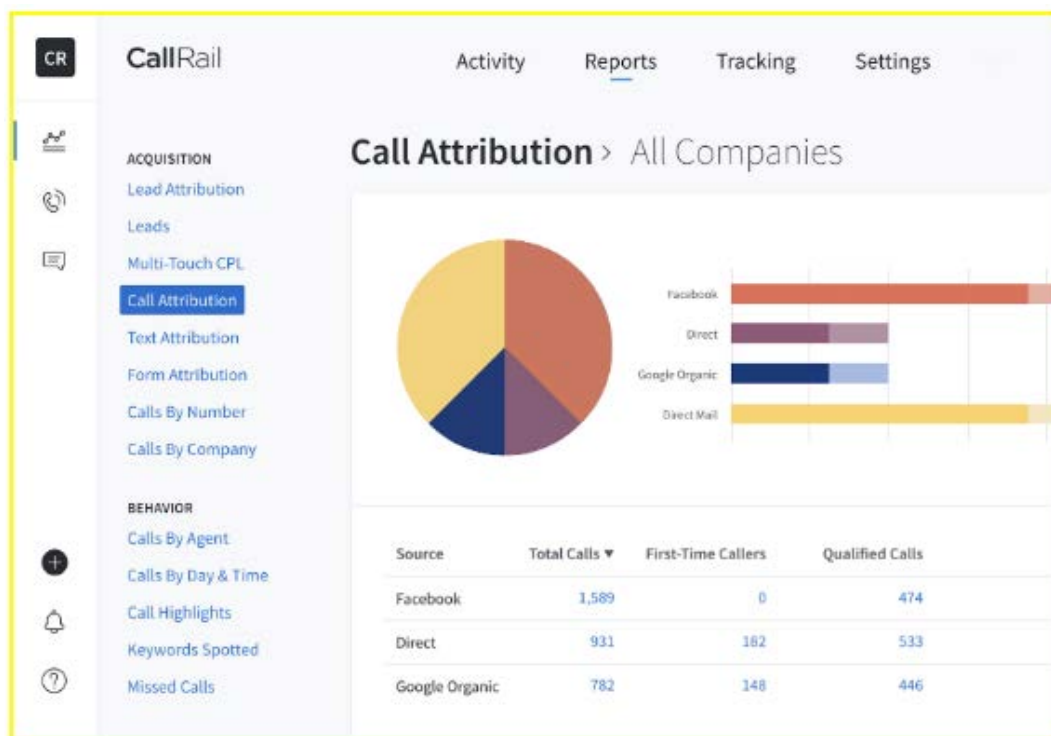 CR
CallRail
Activity Reports Tracking Settings
ACQUISITION
Lead Attribution
Leads
Multi-Touch CPL
Call Attribution
Text Attribution
Form Attribution
Calls By Number
Calls By Company
BEHAVIOR
Calls By Agent
Calls By Day & Time
Call Highlights
Keywords Spotted
Missed Calls
Call Attribution > All Companies
Facebook
Direct
Google Organic
Direct Mail
Source Total Calls ▼ First-Time Callers Qualified Calls
Facebook 1,589 0 474
Direct 931 182 533
Google Organic 782 148 446